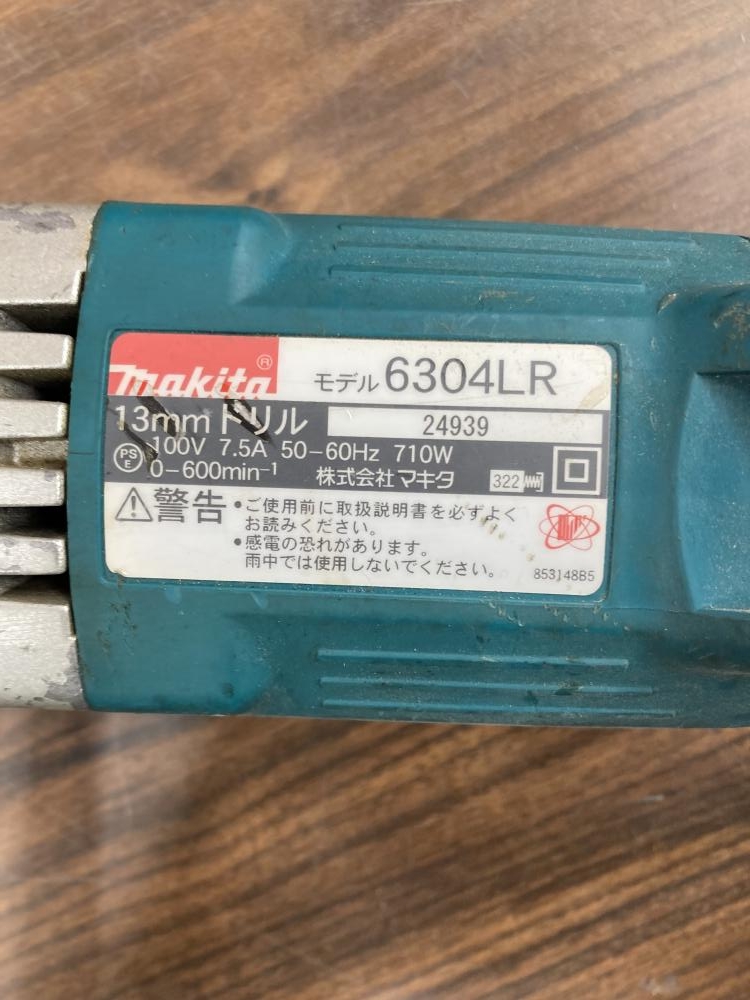 makita®
モデル 6304LR
13mmドリル 24939
PSE 100V 7.5A 50-60Hz 710W
0-600min⁻¹ 株式会社マキタ 322
⚠警告 •ご使用前に取扱説明書を必ずよく
お読みください。
•感電の恐れがあります。
雨中では使用しないでください。
853148B5